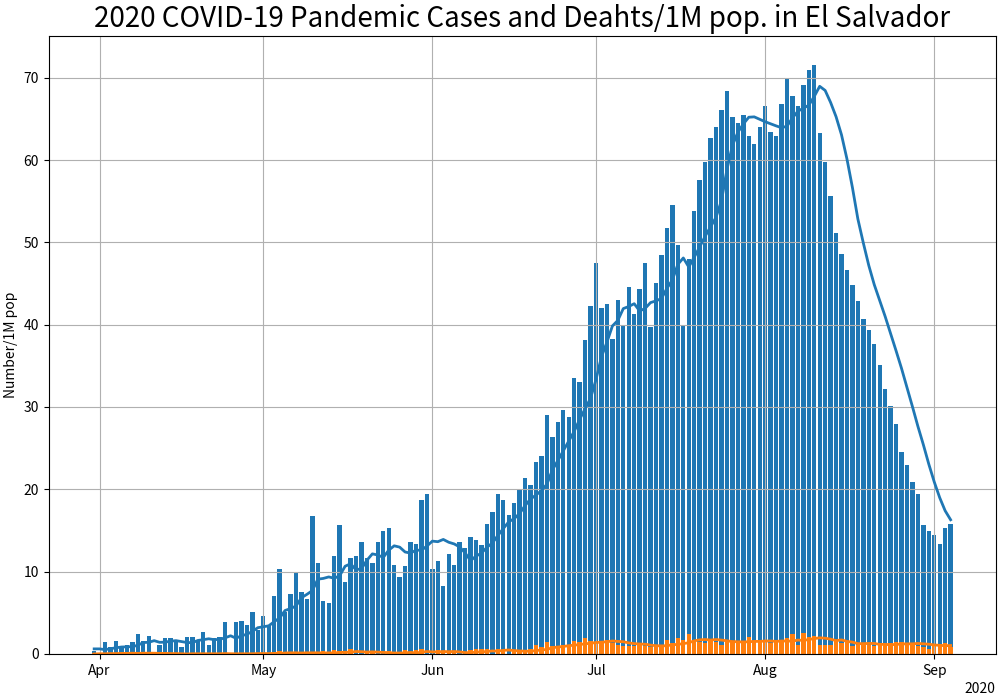 2020 COVID-19 Pandemic Cases and Deahts/1M pop. in El Salvador
Number/1M pop
70
60
50
40
30
20
10
0
Apr
May
Jun
Jul
Aug
Sep
2020